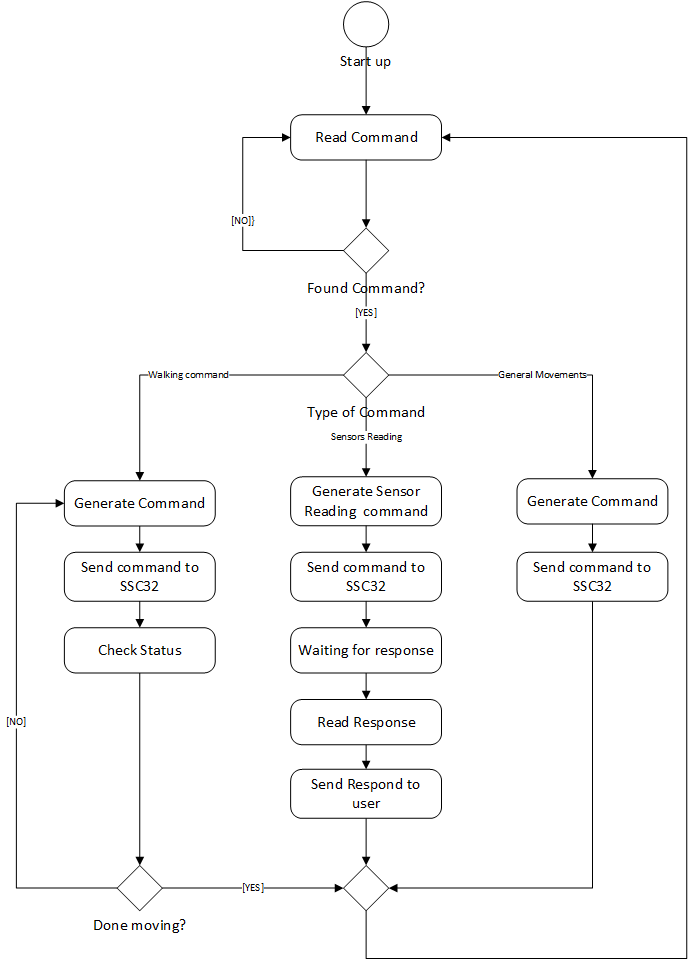 Start up
Read Command
[NO]}
Found Command?
[YES]
Walking command
General Movements
Type of Command
Sensors Reading
Generate Command
Generate Sensor
Reading  command
Generate Command
Send command to
SSC32
Send command to
SSC32
Send command to
SSC32
Check Status
Waiting for response
Read Response
[NO]
Send Respond to
user
[YES]
Done moving?